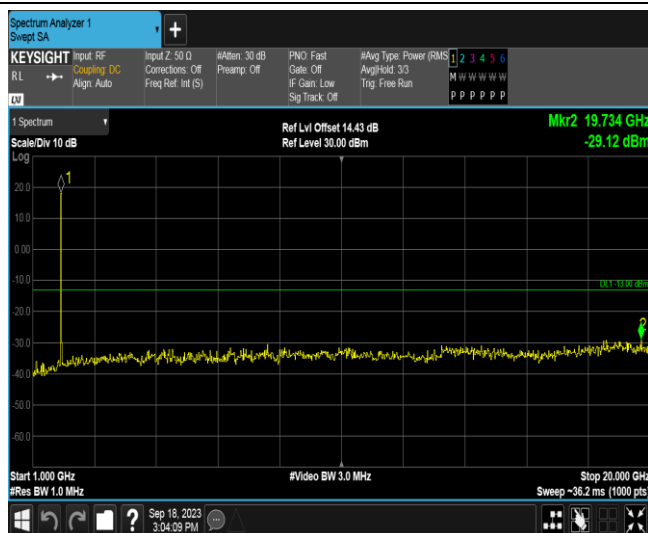 Spectrum Analyzer 1
Swept SA
+
KEYSIGHT
RL
LXI
Input: RF
Coupling: DC
Align: Auto
Input Z: 50 Ω
Corrections: Off
Freq Ref: Int (S)
#Atten: 30 dB
Preamp: Off
PNO: Fast
Gate: Off
IF Gain: Low
Sig Track: Off
#Avg Type: Power (RMS
Avg|Hold: 3/3
Trig: Free Run
1 2 3 4 5 6
M W W W W W
P P P P P P
1 Spectrum
Scale/Div 10 dB
Ref Lvl Offset 14.43 dB
Ref Level 30.00 dBm
Mkr2 19.734 GHz
-29.12 dBm
Log
1
20.0
10.0
0.00
-10.0
DL1 -13.00 dBm
-20.0
2
-30.0
-40.0
-50.0
-60.0
Start 1.000 GHz
#Res BW 1.0 MHz
#Video BW 3.0 MHz
Stop 20.000 GHz
Sweep ~36.2 ms (1000 pts)
?
Sep 18, 2023
3:04:09 PM